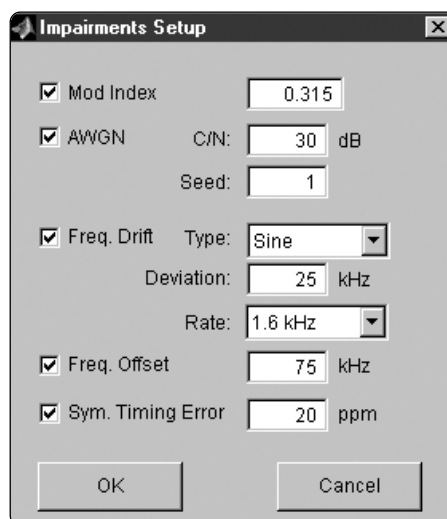 Impairments Setup
Mod Index 0.315
AWGN C/N: 30 dB
Seed: 1
Freq. Drift Type: Sine
Deviation: 25 kHz
Rate: 1.6 kHz
Freq. Offset 75 kHz
Sym. Timing Error 20 ppm
OK Cancel